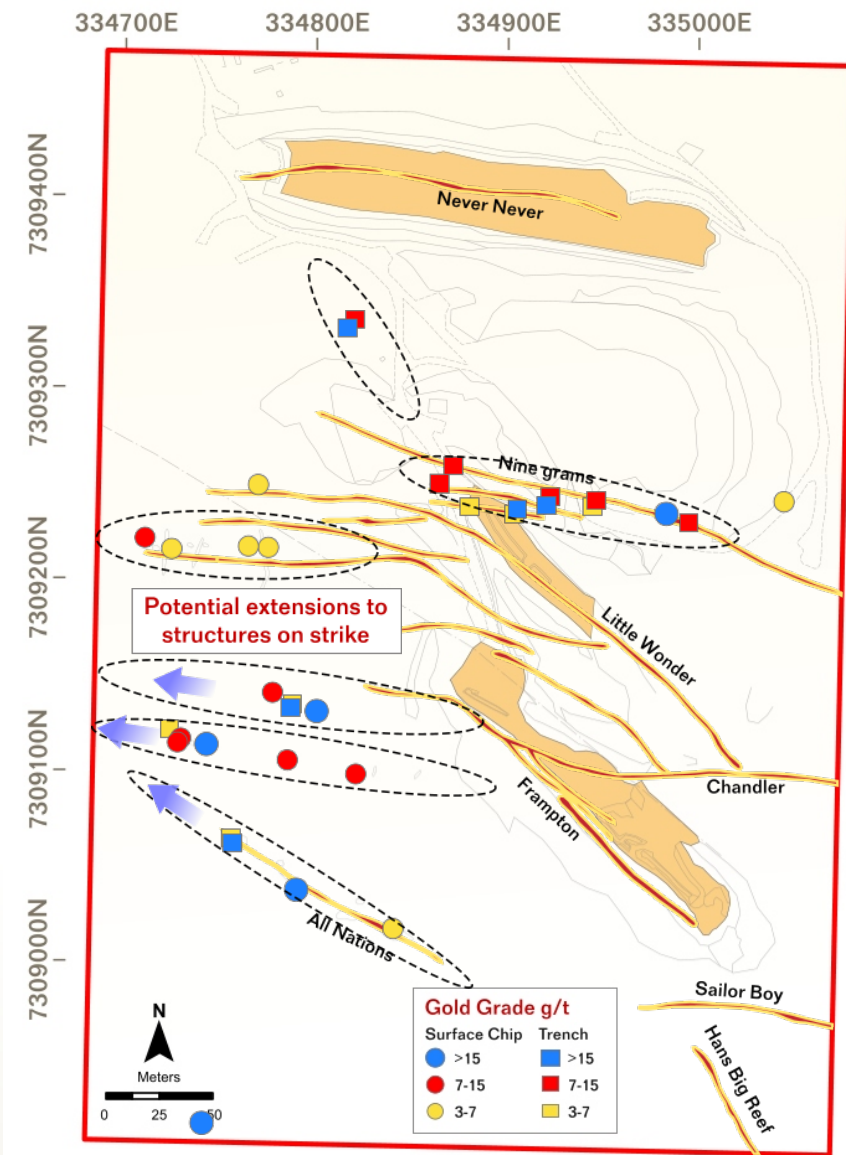 334700E 334800E 334900E 335000E
7309400N
7309300N
7309200N
7309100N
7309000N
Never Never
Nine grams
Potential extensions to
structures on strike
Little Wonder
Chandler
Frampton
All Nations
Sailor Boy
Hans Big Reef
N
Meters
0 25 50
Gold Grade g/t
Surface Chip Trench
>15 >15
7-15 7-15
3-7 3-7